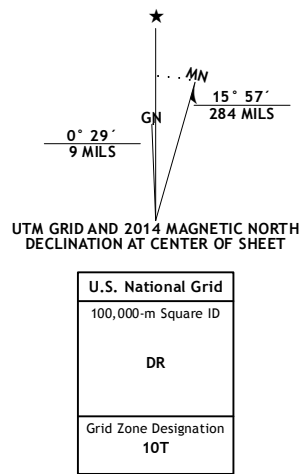 ★
MN
GN
15° 57´
284 MILS
0° 29´
9 MILS
UTM GRID AND 2014 MAGNETIC NORTH
DECLINATION AT CENTER OF SHEET
U.S. National Grid
100,000-m Square ID
DR
Grid Zone Designation
10T